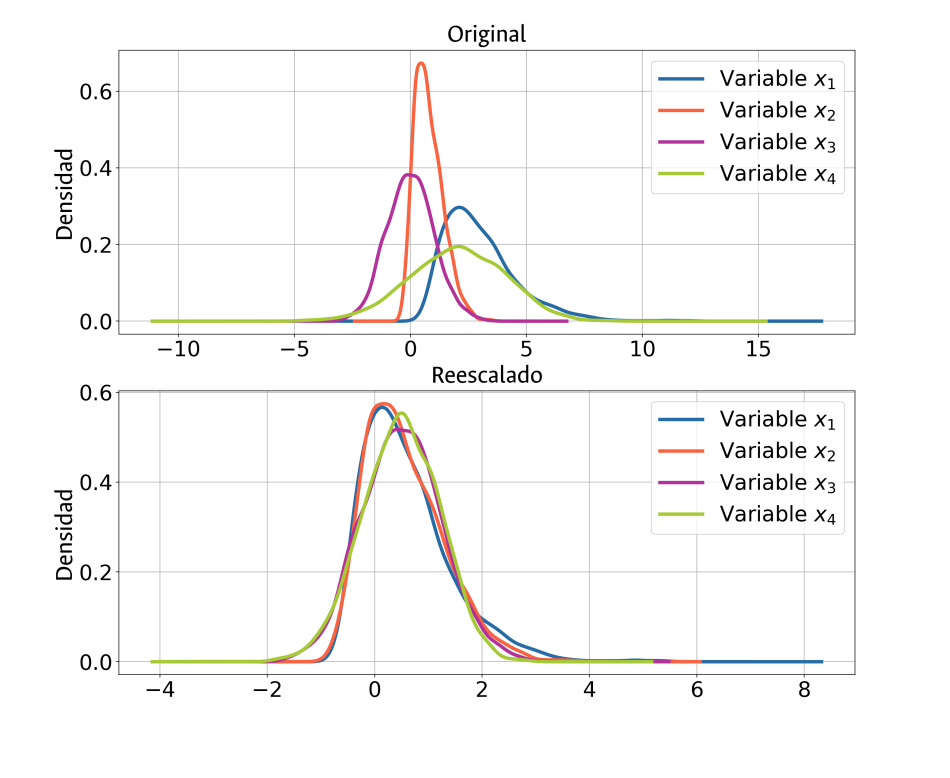 Original
Densidad
0.6
0.4
0.2
0.0
Variable x₁
Variable x₂
Variable x₃
Variable x₄
−10 −5 0 5 10 15
Reescalado
Densidad
0.6
0.4
0.2
0.0
Variable x₁
Variable x₂
Variable x₃
Variable x₄
−4 −2 0 2 4 6 8